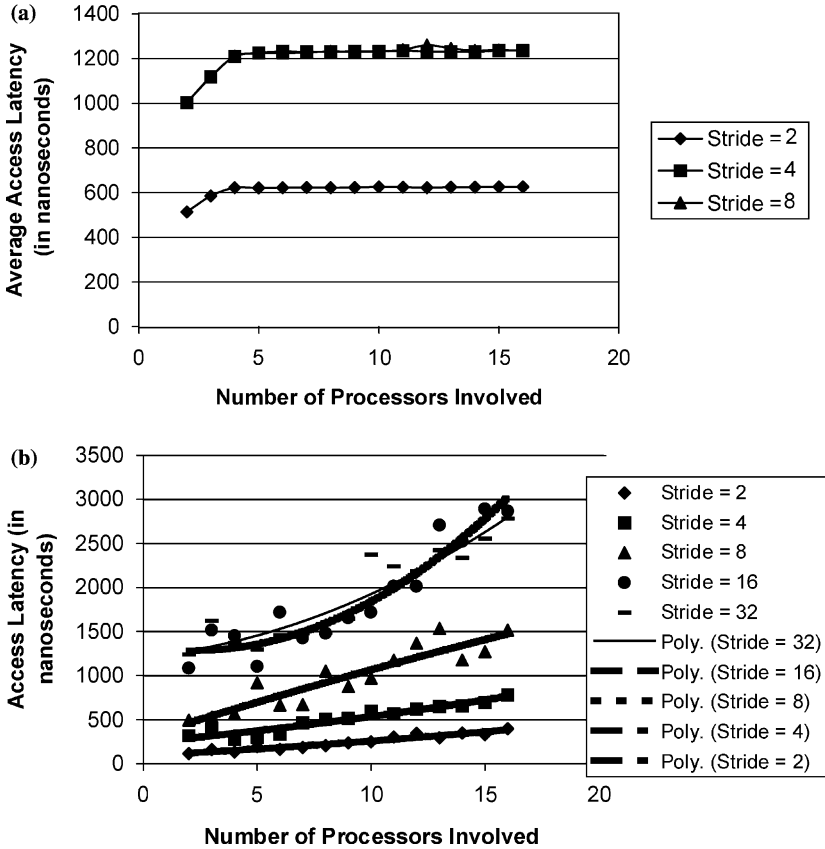 (a)
1400
1200
1000
800
600
400
200
0
0 5 10 15 20
Average Access Latency
(in nanoseconds)
Number of Processors Involved
Stride = 2
Stride = 4
Stride = 8
(b)
3500
3000
2500
2000
1500
1000
500
0
0 5 10 15 20
Access Latency (in
nanoseconds)
Number of Processors Involved
Stride = 2
Stride = 4
Stride = 8
Stride = 16
Stride = 32
Poly. (Stride = 32)
Poly. (Stride = 16)
Poly. (Stride = 8)
Poly. (Stride = 4)
Poly. (Stride = 2)